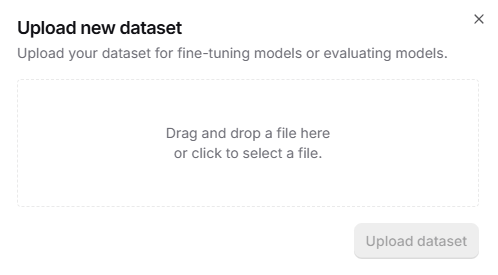 Upload new dataset
Upload your dataset for fine-tuning models or evaluating models.
Drag and drop a file here
or click to select a file.
Upload dataset